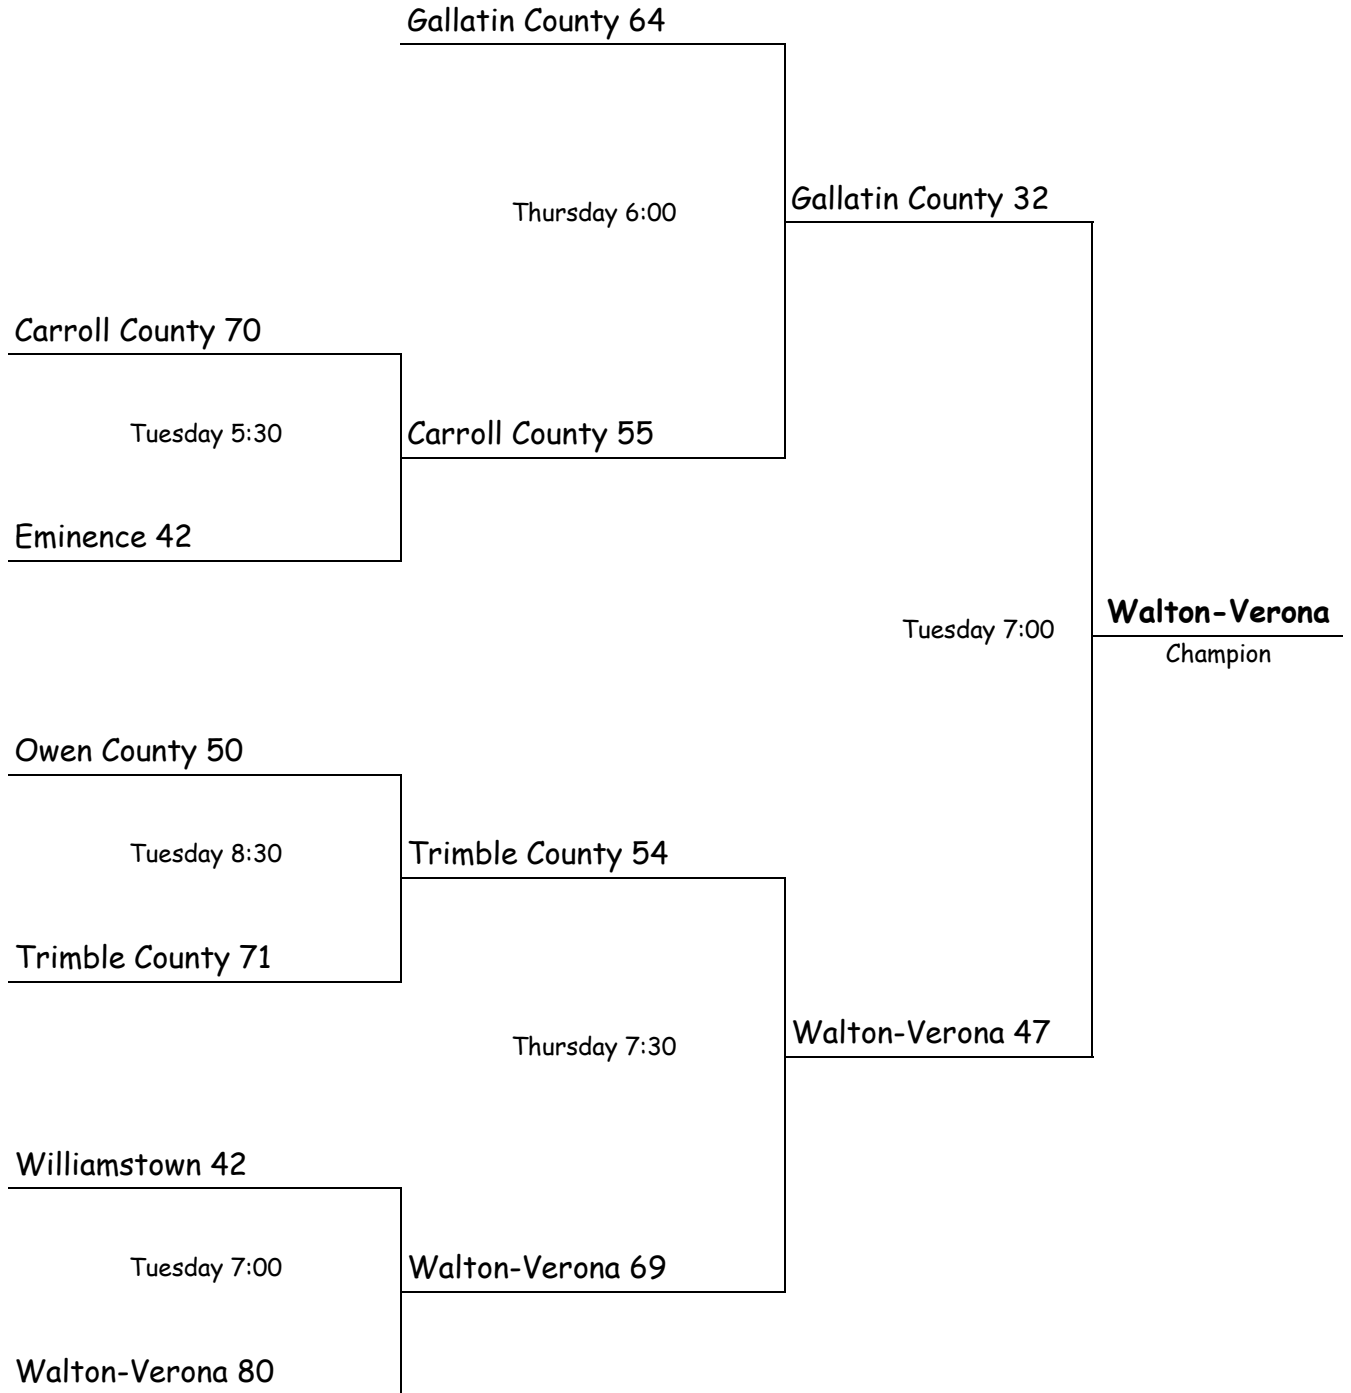 Gallatin County 64
Thursday 6:00
Gallatin County 32
Carroll County 70
Tuesday 5:30
Carroll County 55
Eminence 42
Tuesday 7:00
Walton-Verona
Champion
Owen County 50
Tuesday 8:30
Trimble County 54
Trimble County 71
Thursday 7:30
Walton-Verona 47
Williamstown 42
Tuesday 7:00
Walton-Verona 69
Walton-Verona 80